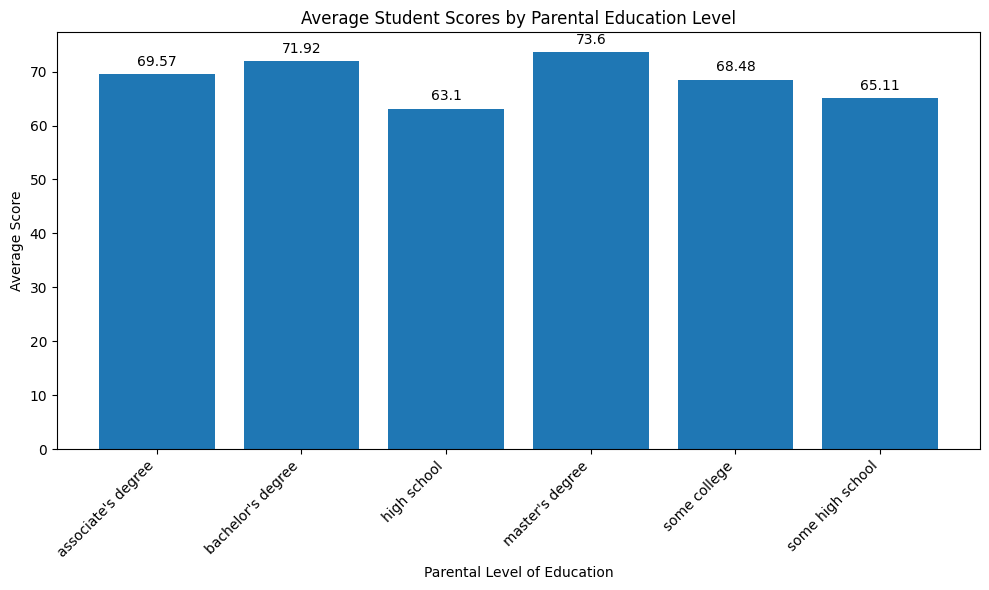 Average Student Scores by Parental Education Level
73.6
71.92
69.57
68.48
65.11
63.1
70
60
50
40
30
20
10
0
Average Score
associate's degree
bachelor's degree
high school
master's degree
some college
some high school
Parental Level of Education